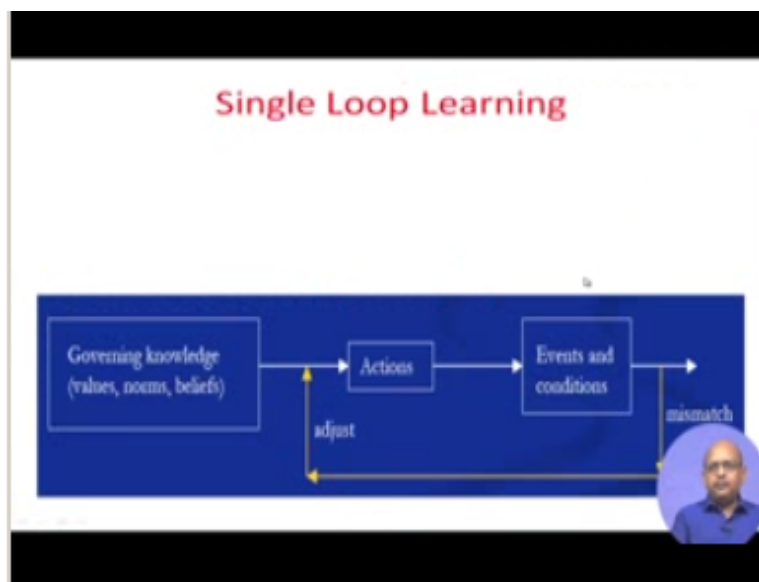 Single Loop Learning
Governing knowledge
(values, norms, beliefs)
Actions
Events and
conditions
adjust
mismatch